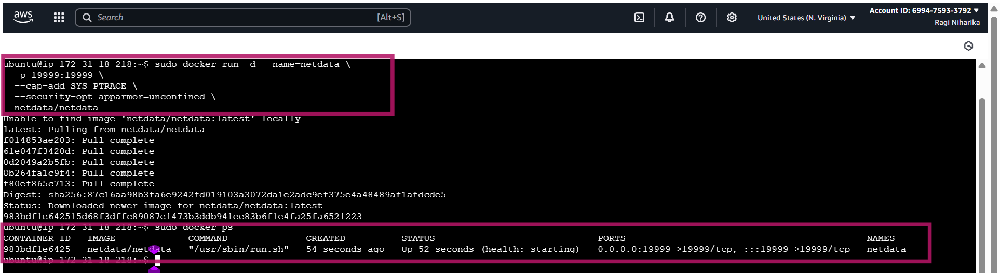 aws
Search [Alt+S]
United States (N. Virginia) ▼
Account ID: 6994-7593-3792 ▼
Ragi Niharika
ubuntu@ip-172-31-18-218:~$ sudo docker run -d --name=netdata \
  -p 19999:19999 \
  --cap-add SYS_PTRACE \
  --security-opt apparmor=unconfined \
  netdata/netdata
Unable to find image 'netdata/netdata:latest' locally
latest: Pulling from netdata/netdata
f014853ae203: Pull complete
61e047f3420d: Pull complete
0d2049a2b5fb: Pull complete
8b264fa1c9f4: Pull complete
f80ef865c713: Pull complete
Digest: sha256:87c16aa98b3fa6e9242fd019103a3072da1e2adc9ef375e4a48489af1afdcde5
Status: Downloaded newer image for netdata/netdata:latest
983bdf1e642515d68f3dffc89087e1473b3ddb941ee83b6f1e4fa25fa6521223
ubuntu@ip-172-31-18-218:~$ sudo docker ps
CONTAINER ID   IMAGE             COMMAND              CREATED          STATUS                             PORTS                                           NAMES
983bdf1e6425   netdata/netdata   "/usr/sbin/run.sh"   54 seconds ago   Up 52 seconds (health: starting)   0.0.0.0:19999->19999/tcp, :::19999->19999/tcp   netdata
ubuntu@ip-172-31-18-218:~$